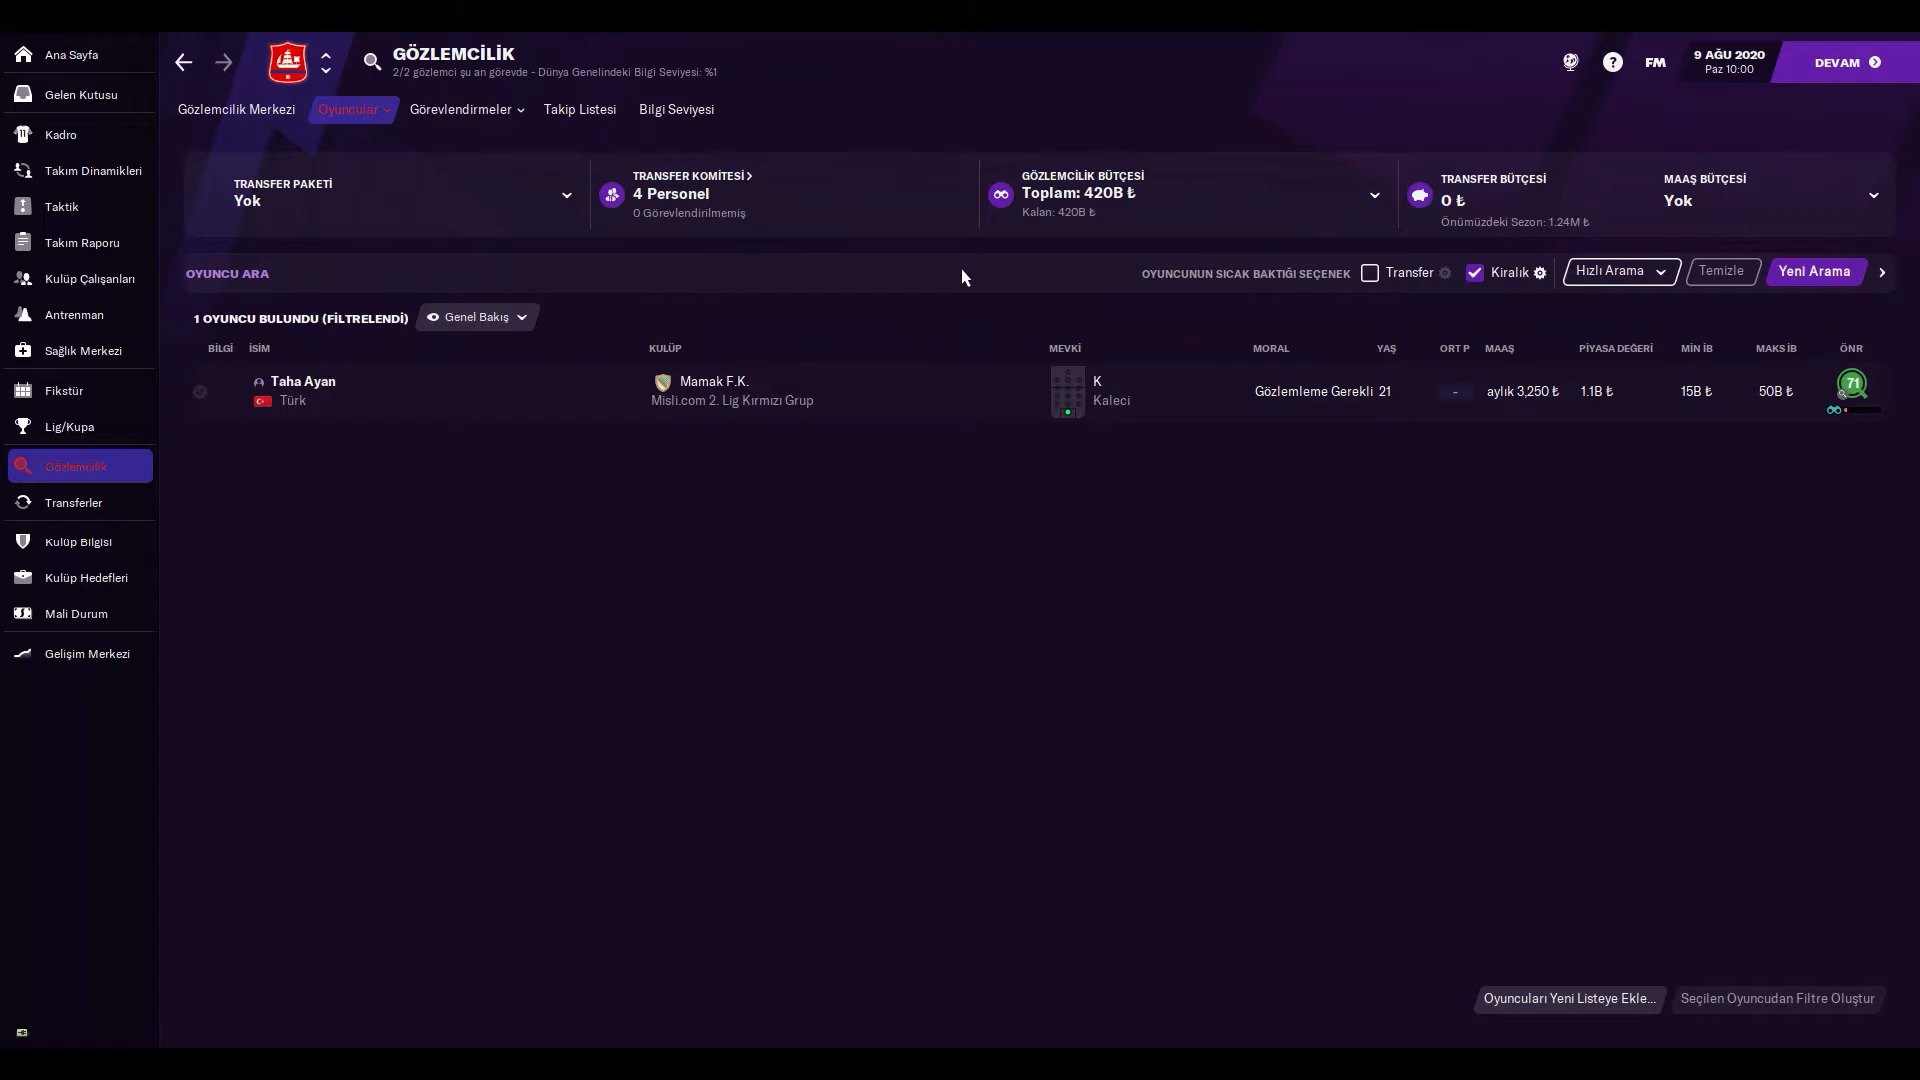 Ana Sayfa
Gelen Kutusu
Kadro
Takım Dinamikleri
Taktik
Takım Raporu
Kulüp Çalışanları
Antrenman
Sağlık Merkezi
Fikstür
Lig/Kupa
Gözlemcilik
Transferler
Kulüp Bilgisi
Kulüp Hedefleri
Mali Durum
Gelişim Merkezi
GÖZLEMCİLİK
2/2 gözlemci şu an görevde - Dünya Genelindeki Bilgi Seviyesi: %1
FM
9 AĞU 2020
Paz 10:00
DEVAM
Gözlemcilik Merkezi Oyuncular Görevlendirmeler Takip Listesi Bilgi Seviyesi
TRANSFER PAKETİ
Yok
TRANSFER KOMİTESİ
4 Personel
0 Görevlendirilmemiş
GÖZLEMCİLİK BÜTÇESİ
Toplam: 420B ₺
Kalan: 420B ₺
TRANSFER BÜTÇESİ
0 ₺
Önümüzdeki Sezon: 1.24M ₺
MAAŞ BÜTÇESİ
Yok
OYUNCU ARA
OYUNCUNUN SICAK BAKTIĞI SEÇENEK Transfer Kiralık Hızlı Arama Temizle Yeni Arama
1 OYUNCU BULUNDU (FİLTRELENDİ) Genel Bakış
BİLGİ İSİM KULÜP MEVKİ MORAL YAŞ ORT P MAAŞ PİYASA DEĞERİ MİN İB MAKS İB ÖNR
Taha Ayan
Türk
Mamak F.K.
Misli.com 2. Lig Kırmızı Grup
K
Kaleci
Gözlemleme Gerekli 21 - aylık 3,250 ₺ 1.1B ₺ 15B ₺ 50B ₺ 71
Oyuncuları Yeni Listeye Ekle... Seçilen Oyuncudan Filtre Oluştur